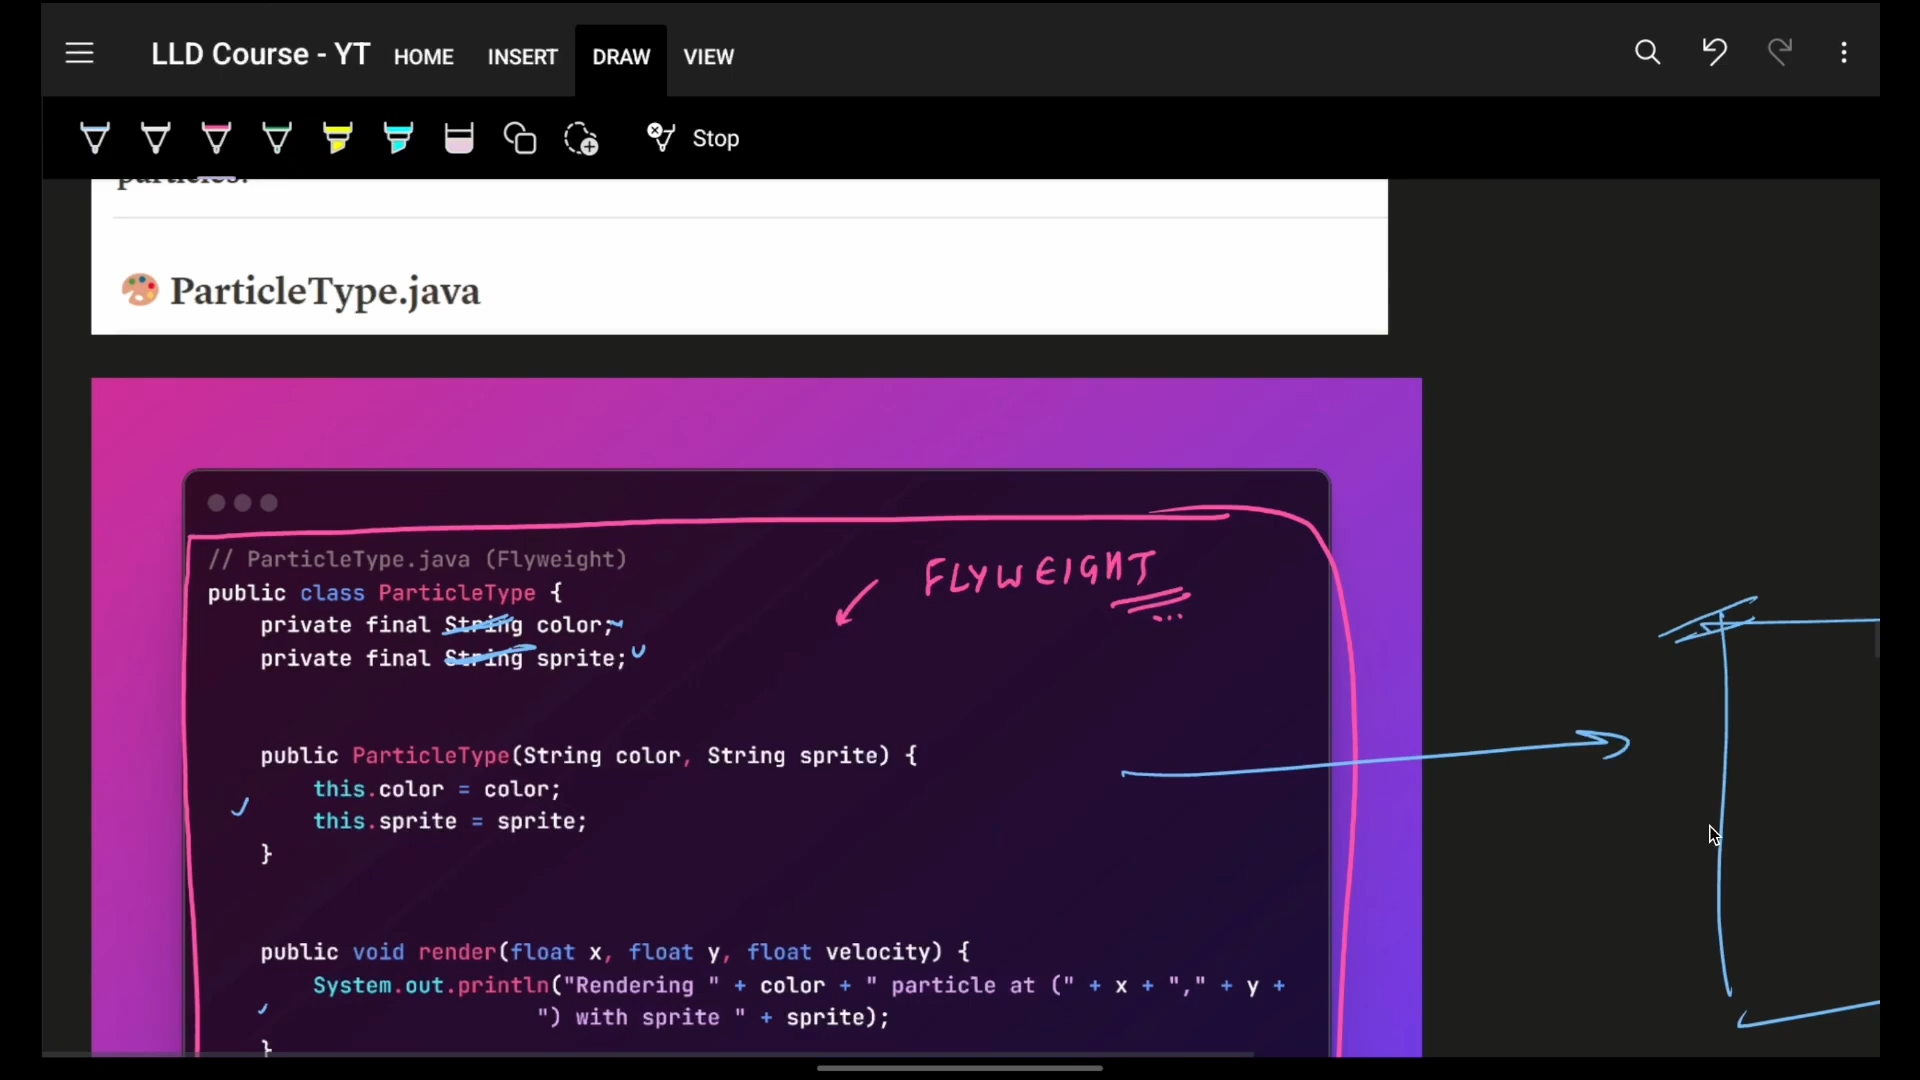 LLD Course - YT HOME INSERT DRAW VIEW
Stop
particles.
ParticleType.java
// ParticleType.java (Flyweight)
FLYWEIGHT
public class ParticleType {
private final String color;
private final String sprite;
public ParticleType(String color, String sprite) {
this.color = color;
this.sprite = sprite;
}
public void render(float x, float y, float velocity) {
System.out.println("Rendering " + color + " particle at (" + x + "," + y +
") with sprite " + sprite);
}